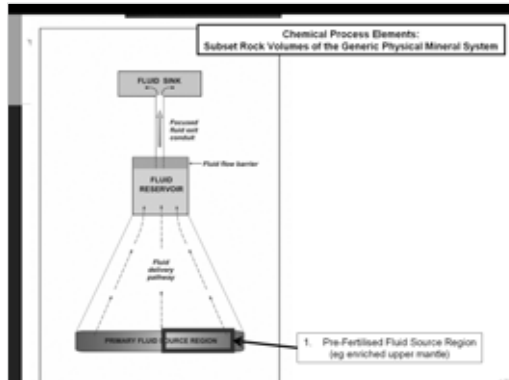 Chemical Process Elements:
Subset Rock Volumes of the Generic Physical Mineral System
FLUID SINK
Focused
fluid exit
conduit
Fluid flow barrier
FLUID
RESERVOIR
Fluid
delivery
pathway
PRIMARY FLUID SOURCE REGION
1. Pre-Fertilised Fluid Source Region
(eg enriched upper mantle)